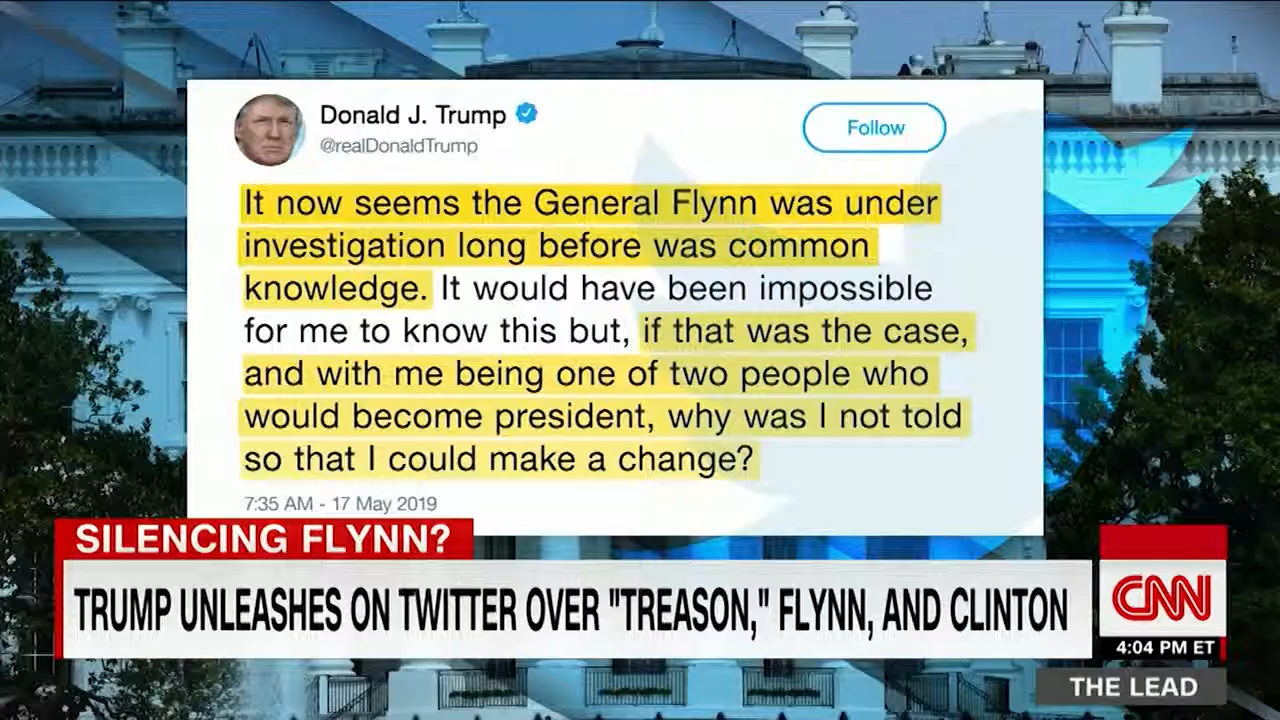 Donald J. Trump
@realDonaldTrump
Follow
It now seems the General Flynn was under
investigation long before was common
knowledge. It would have been impossible
for me to know this but, if that was the case,
and with me being one of two people who
would become president, why was I not told
so that I could make a change?
7:35 AM - 17 May 2019
SILENCING FLYNN?
TRUMP UNLEASHES ON TWITTER OVER "TREASON," FLYNN, AND CLINTON
CNN
4:04 PM ET
THE LEAD